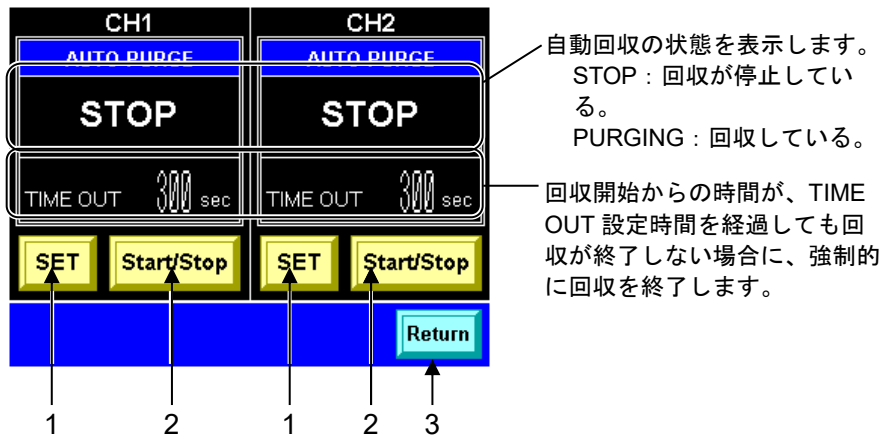 CH1
CH2
AUTO PURGE
AUTO PURGE
STOP
STOP
TIME OUT 300 sec
TIME OUT 300 sec
SET
Start/Stop
SET
Start/Stop
Return
1
2
1
2
3
自動回収の状態を表示します。
STOP：回収が停止してい
る。
PURGING：回収している。
回収開始からの時間が、TIME
OUT 設定時間を経過しても回
収が終了しない場合に、強制的
に回収を終了します。